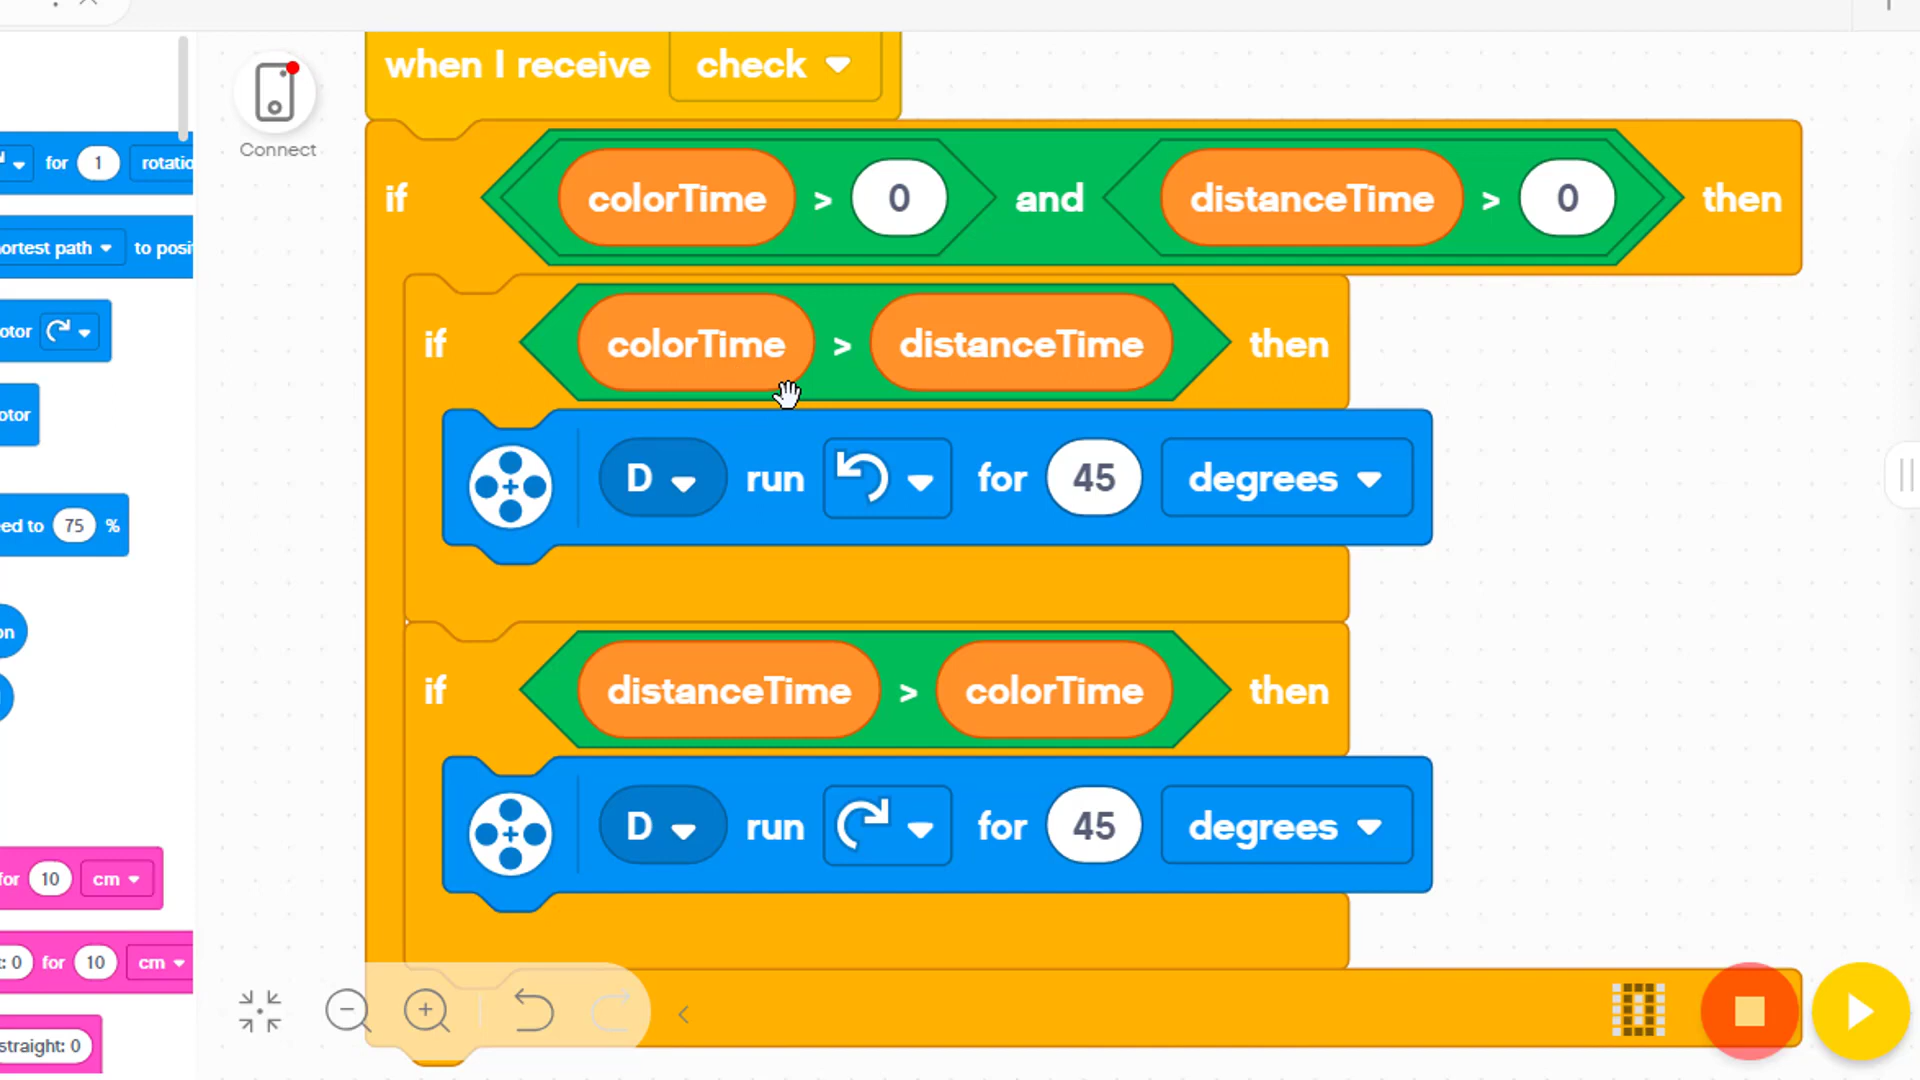 when I receive check
Connect
for 1 rotatio
if colorTime > 0 and distanceTime > 0 then
ortest path to posi
otor
if colorTime > distanceTime then
otor
D run for 45 degrees
ed to 75 %
on
if distanceTime > colorTime then
D run for 45 degrees
for 10 cm
: 0 for 10 cm
straight: 0